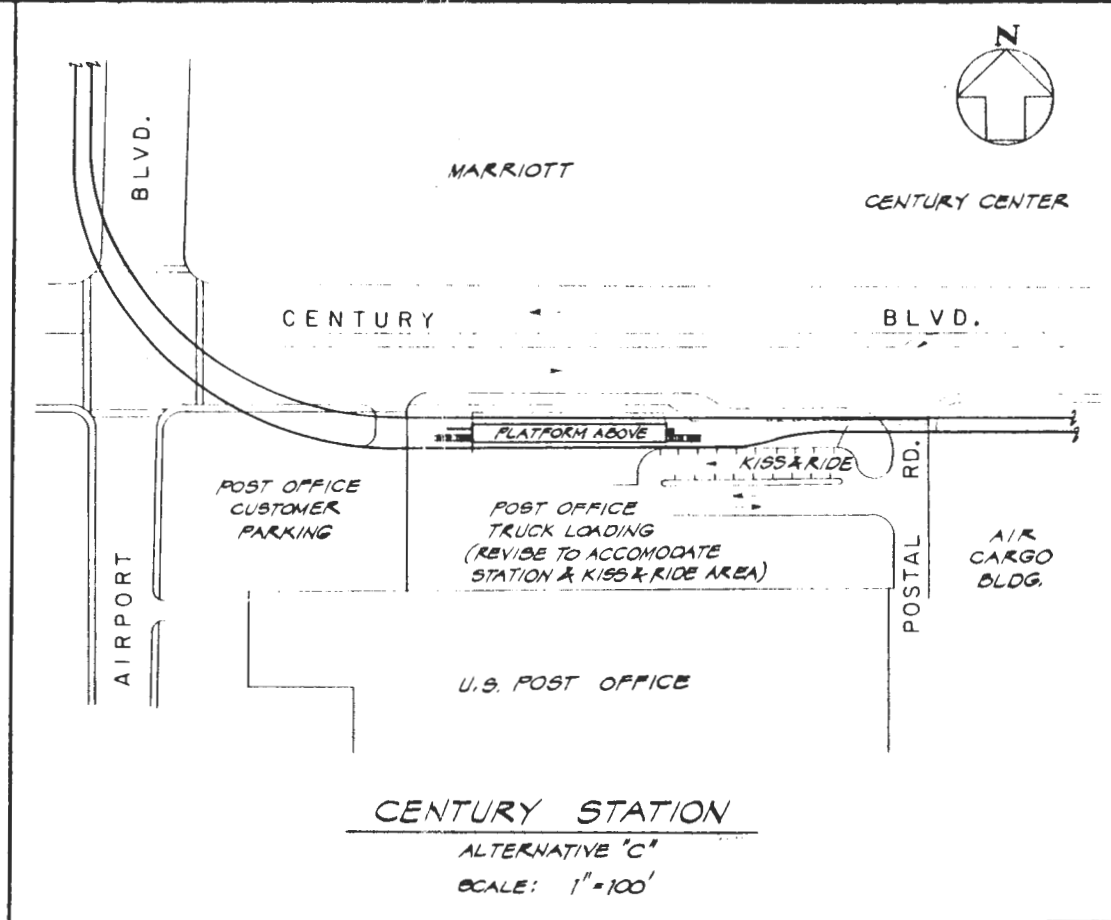 N
BLVD.
MARRIOTT
CENTURY CENTER
CENTURY BLVD.
PLATFORM ABOVE
KISS & RIDE
POST OFFICE
CUSTOMER
PARKING
POST OFFICE
TRUCK LOADING
(REVISE TO ACCOMODATE
STATION & KISS & RIDE AREA)
POSTAL RD.
AIR
CARGO
BLDG.
AIRPORT
U.S. POST OFFICE
CENTURY STATION
ALTERNATIVE "C"
SCALE: 1"=100'